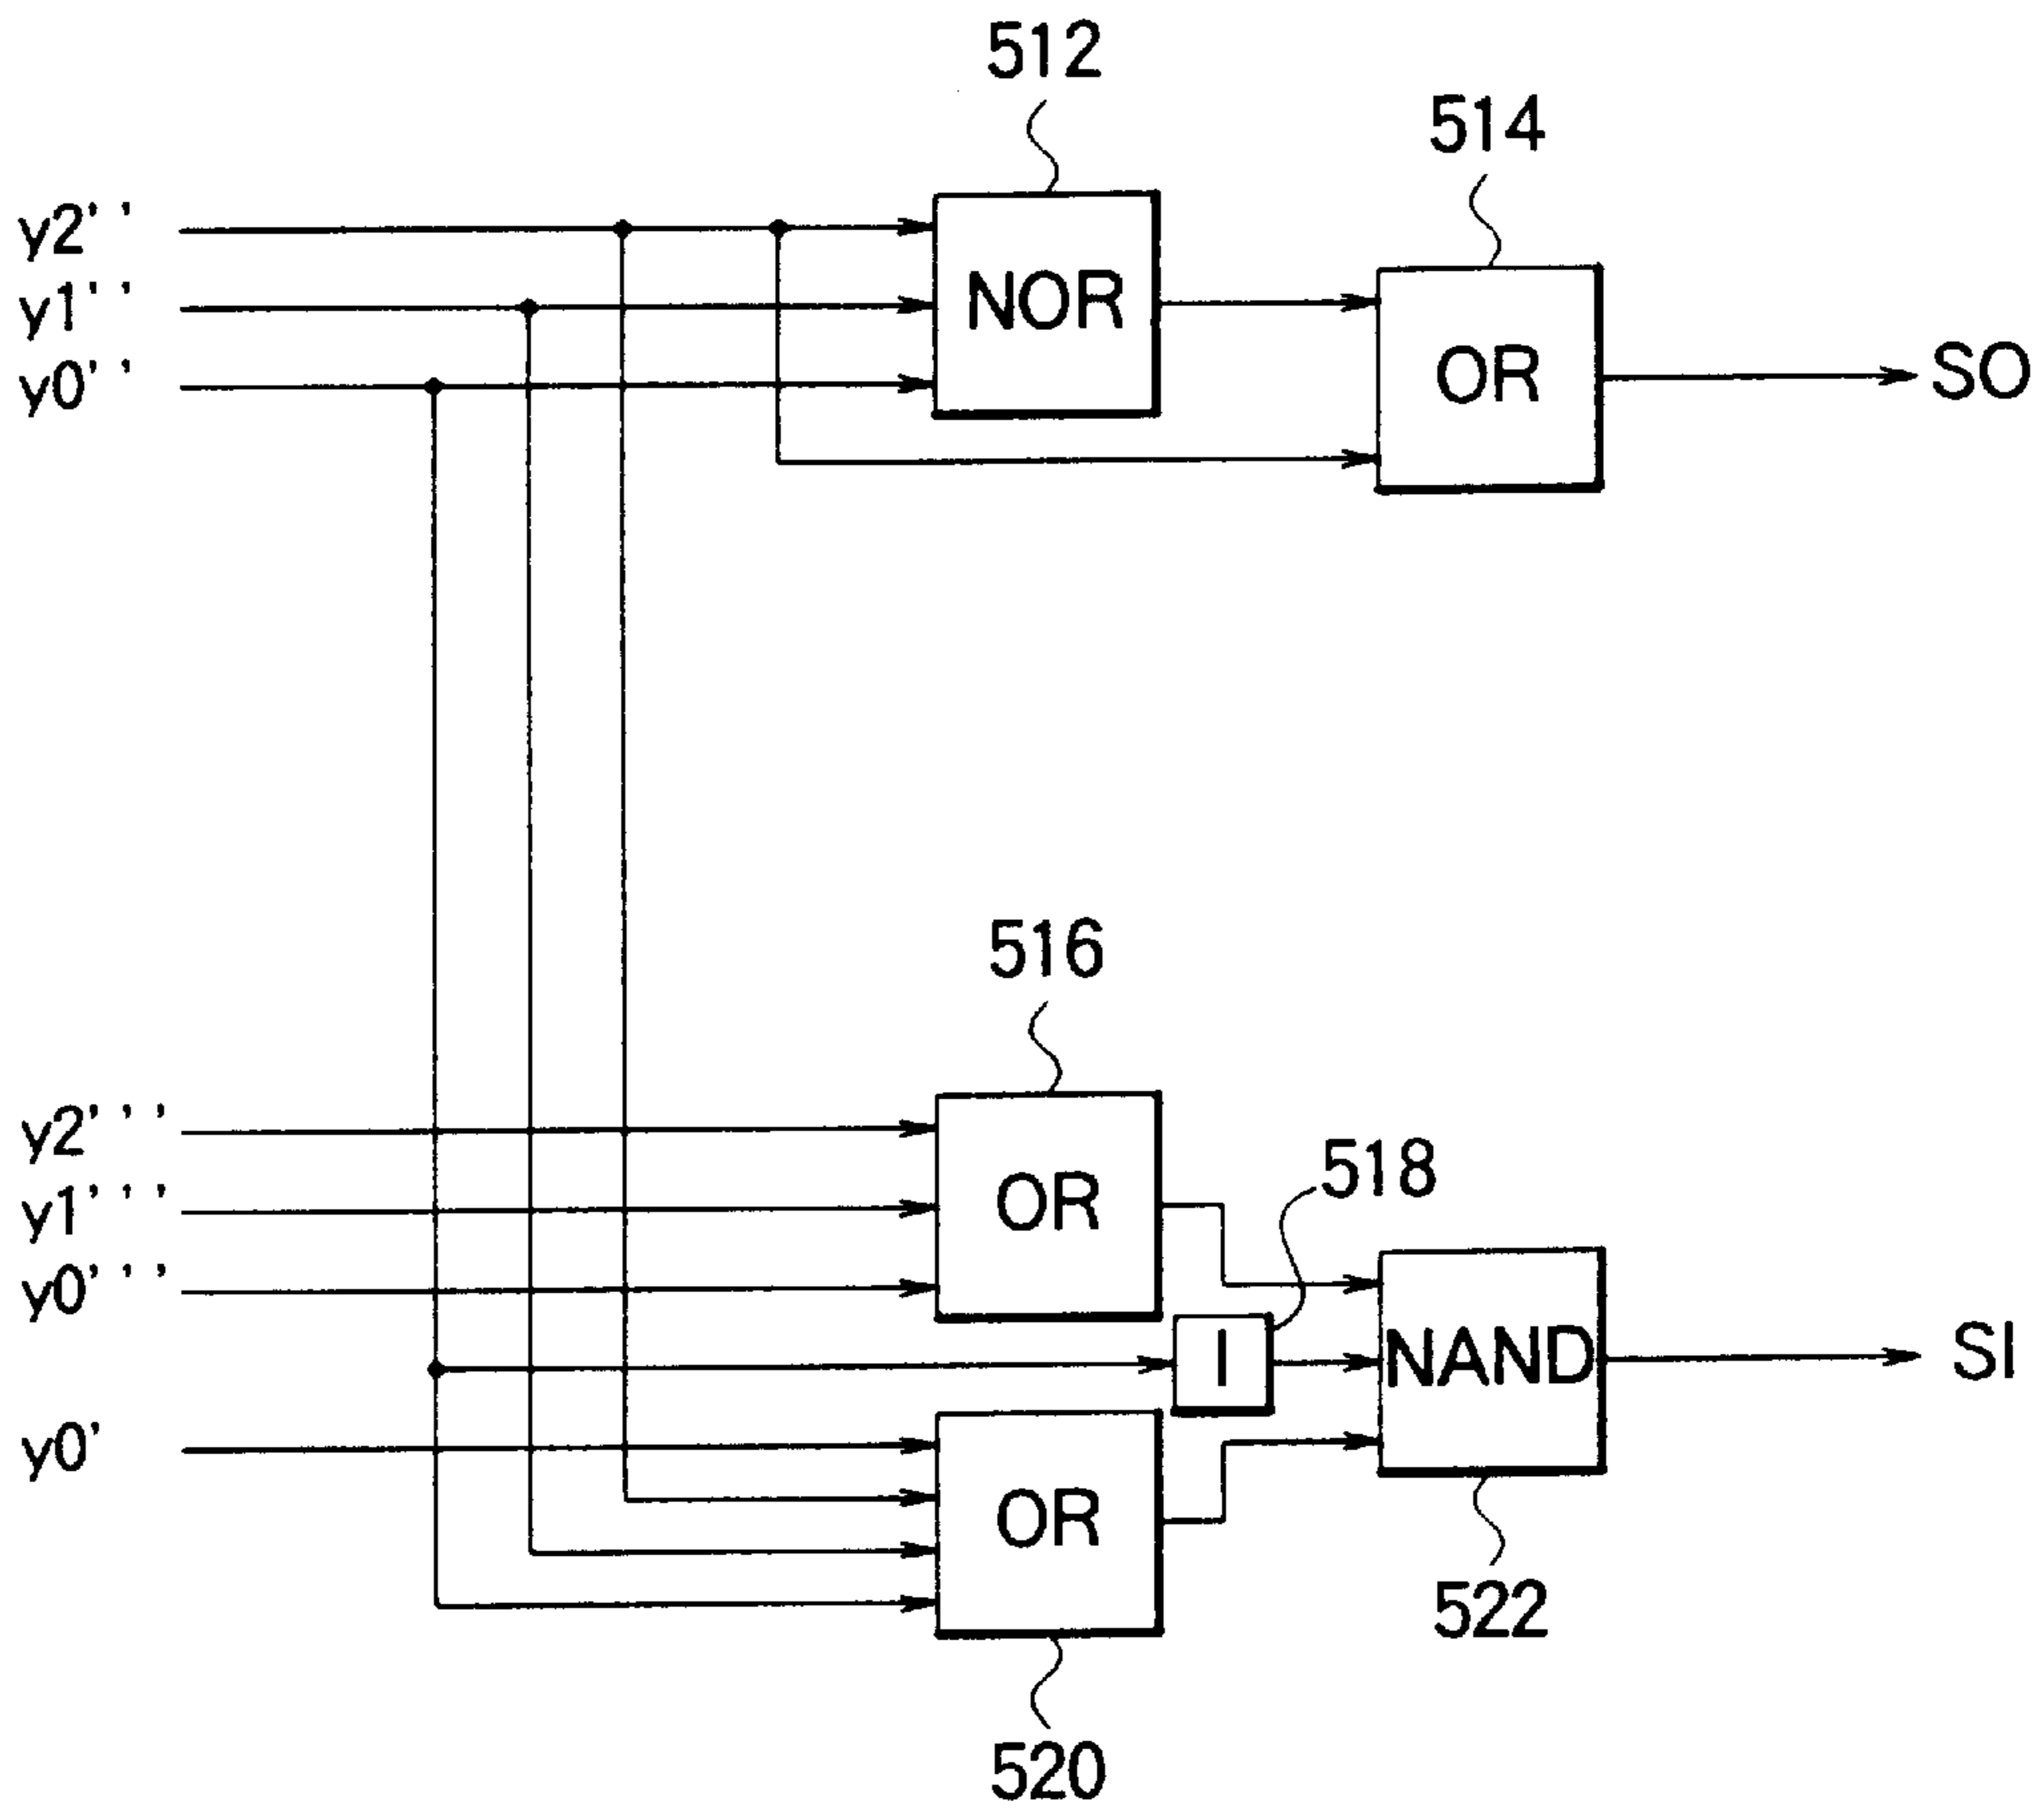 512
514
y2''
NOR
y1''
OR
SO
y0''
516
y2'''
518
y1'''
OR
y0'''
I
NAND
SI
y0'
OR
522
520